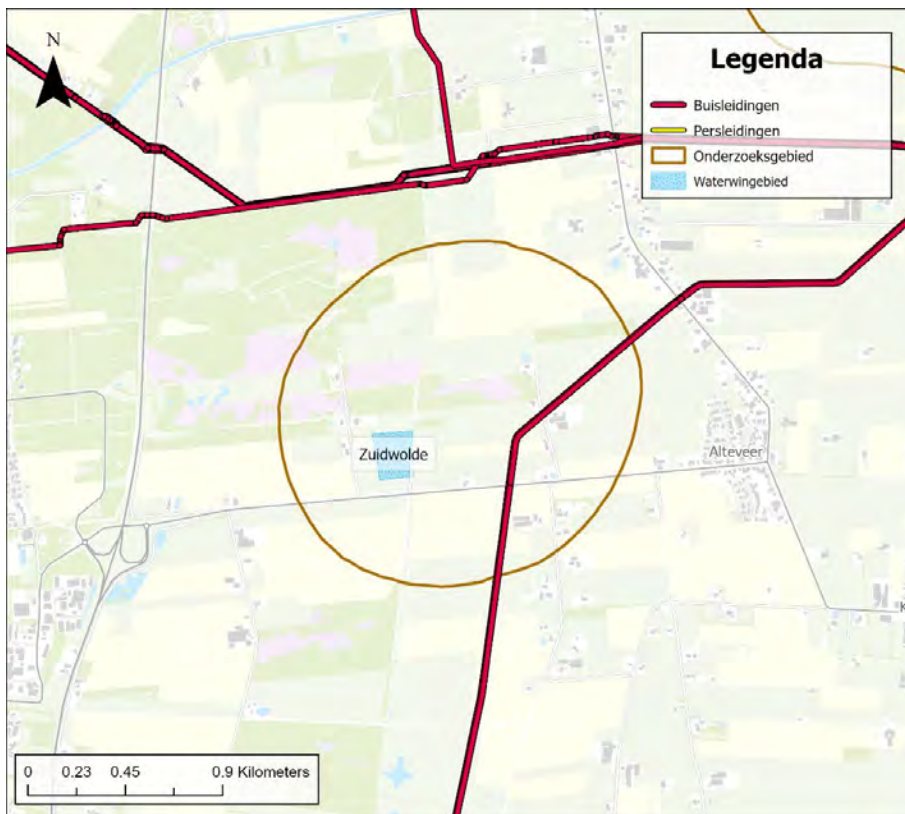 N
Legenda
Buisleidingen
Persleidingen
Onderzoeksgebied
Waterwingebied
Zuidwolde
Alteveer
K
0 0.23 0.45 0.9 Kilometers